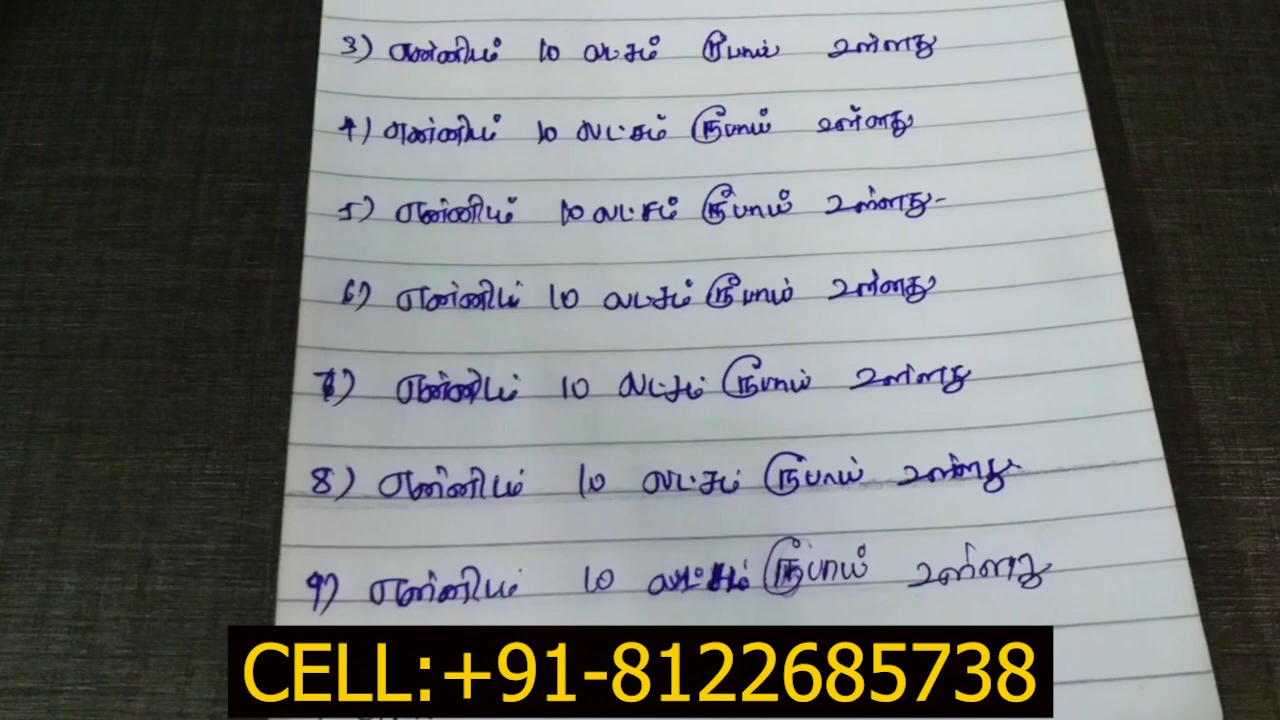 3) என்னிடம் 10 லட்சம் ரூபாய் உள்ளது
4) என்னிடம் 10 லட்சம் ரூபாய் உள்ளது
5) என்னிடம் 10 லட்சம் ரூபாய் உள்ளது
6) என்னிடம் 10 லட்சம் ரூபாய் உள்ளது
7) என்னிடம் 10 லட்சம் ரூபாய் உள்ளது
8) என்னிடம் 10 லட்சம் ரூபாய் உள்ளது
9) என்னிடம் 10 லட்சம் ரூபாய் உள்ளது
CELL:+91-8122685738